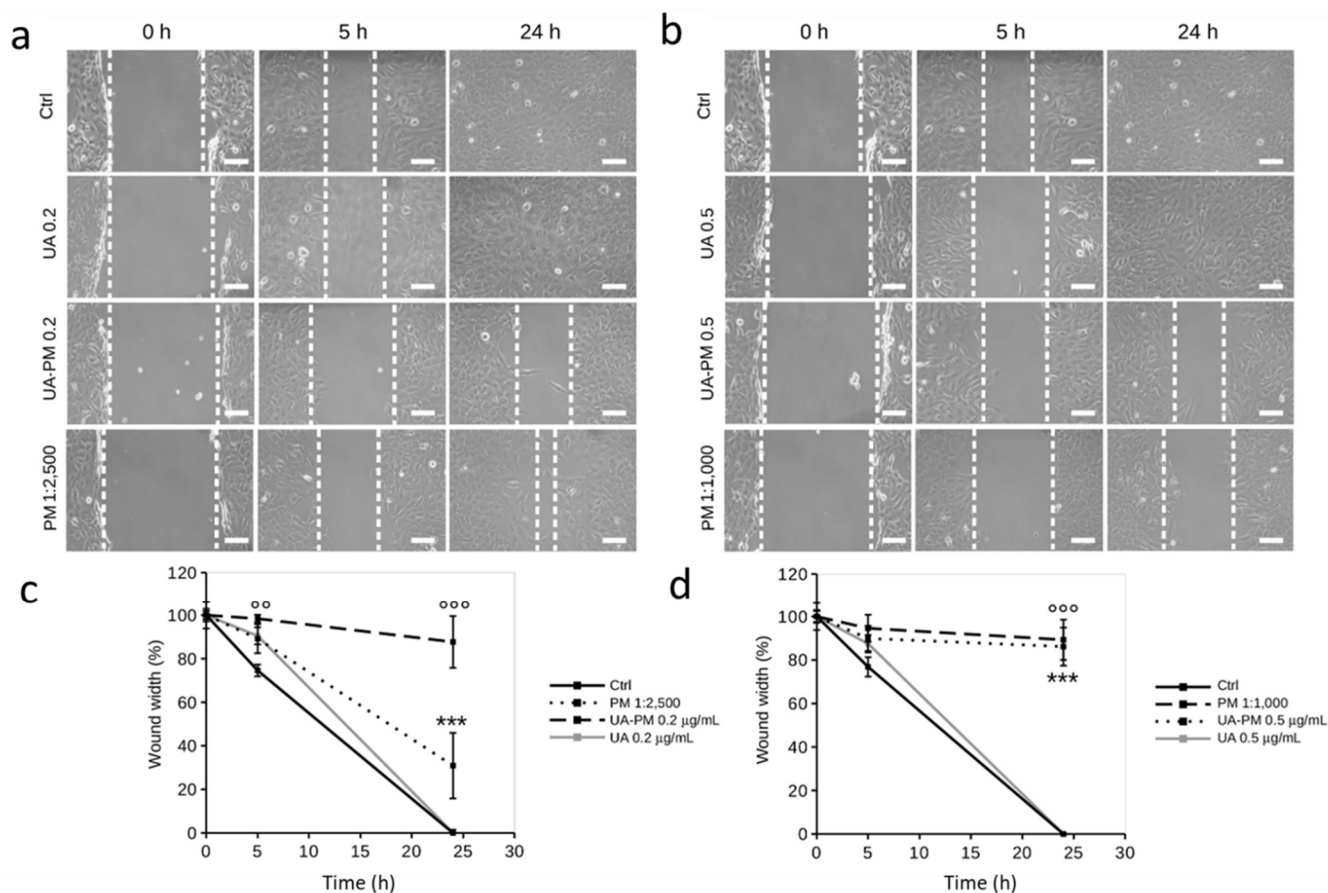 a
0 h 5 h 24 h
Ctrl
UA 0.2
UA-PM 0.2
PM 1:2,500
b
0 h 5 h 24 h
Ctrl
UA 0.5
UA-PM 0.5
PM 1:1,000
c
Wound width (%)
120
100
80
60
40
20
0
°° °°°
***
0 5 10 15 20 25 30
Time (h)
Ctrl
PM 1:2,500
UA-PM 0.2 µg/mL
UA 0.2 µg/mL
d
Wound width (%)
120
100
80
60
40
20
0
°°°
***
0 5 10 15 20 25 30
Time (h)
Ctrl
PM 1:1,000
UA-PM 0.5 µg/mL
UA 0.5 µg/mL